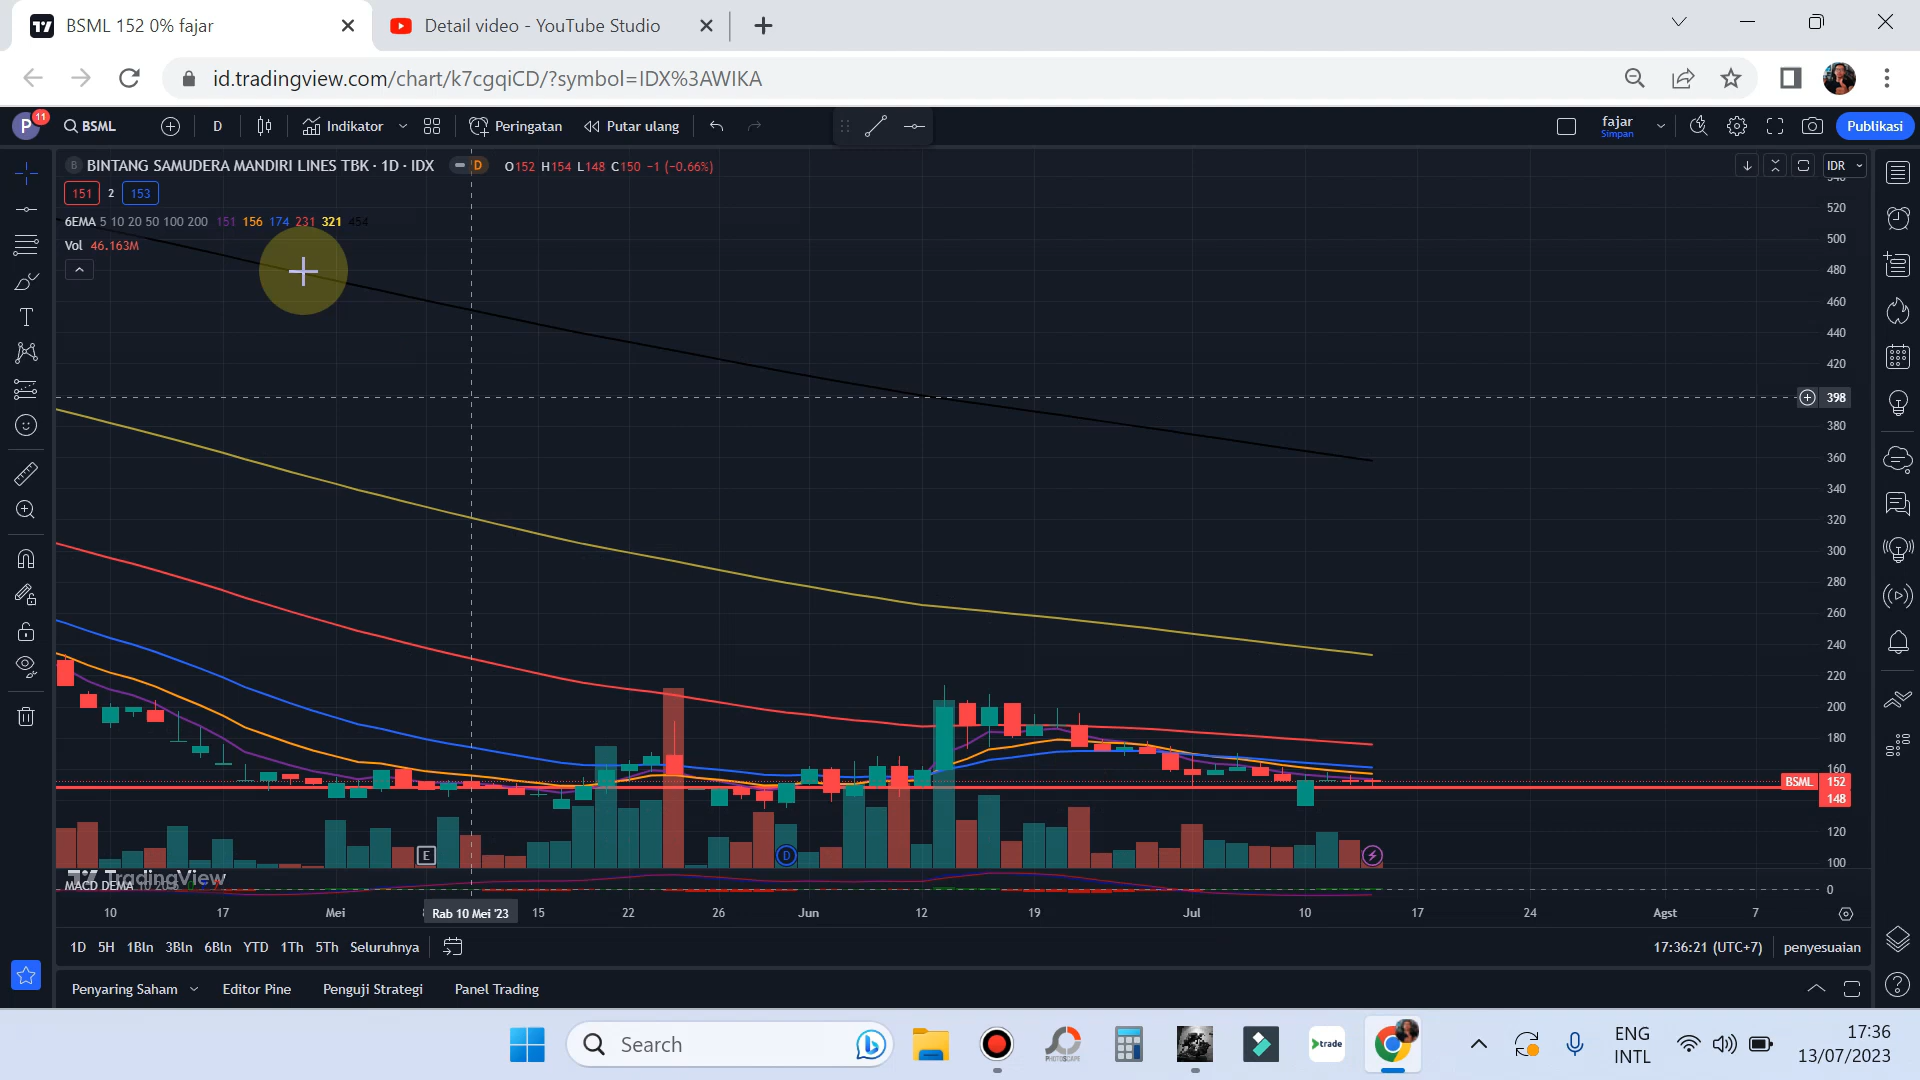 BSML 152 0% fajar
Detail video - YouTube Studio
id.tradingview.com/chart/k7cgqiCD/?symbol=IDX%3AWIKA
P 11 BSML D Indikator Peringatan Putar ulang fajar Simpan Publikasi
B BINTANG SAMUDERA MANDIRI LINES TBK · 1D · IDX D O152 H154 L148 C150 −1 (−0.66%) IDR
151 2 153
6EMA 5 10 20 50 100 200 151 156 174 231 321 454
Vol 46.163M
520
500
480
460
440
420
398
380
360
340
320
300
280
260
240
220
200
180
160
BSML 152
148
120
100
E D
TradingView
MACD DEMA
0
10 17 Mei Rab 10 Mei '23 15 22 26 Jun 12 19 Jul 10 17 24 Agst 7
1D 5H 1Bln 3Bln 6Bln YTD 1Th 5Th Seluruhnya 17:36:21 (UTC+7) penyesuaian
Penyaring Saham Editor Pine Penguji Strategi Panel Trading
Search PHOTOSCAPE trade ENG INTL 17:36
13/07/2023